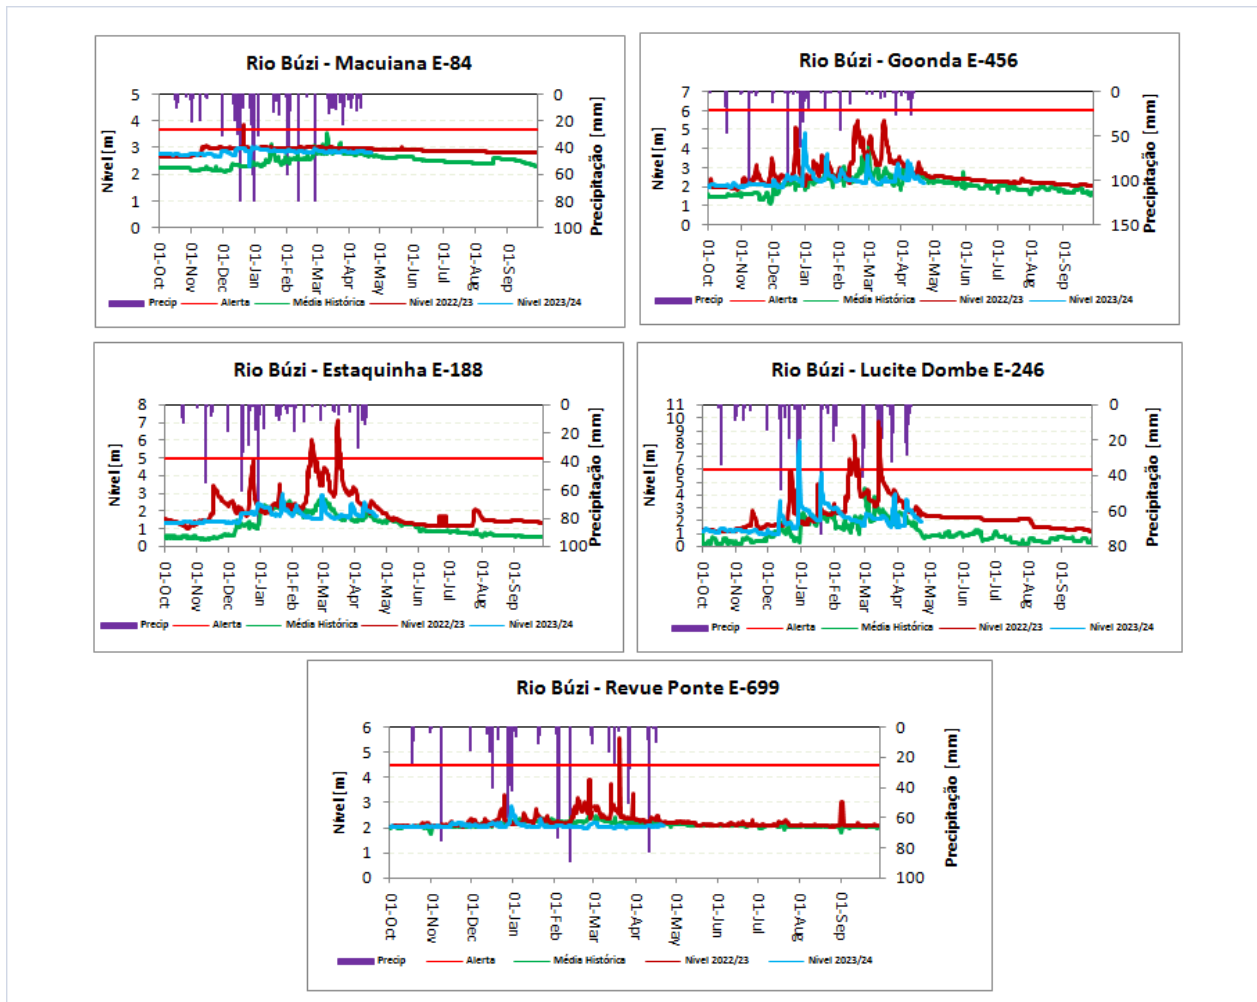 Rio Búzi - Macuiana E-84
5
4
3
2
1
0
Nível [m]
0
20
40
60
80
100
Precipitação [mm]
01-Oct
01-Nov
01-Dec
01-Jan
01-Feb
01-Mar
01-Apr
01-May
01-Jun
01-Jul
01-Aug
01-Sep
Precip
Alerta
Média Histórica
Nivel 2022/23
Nivel 2023/24
Rio Búzi - Goonda E-456
7
6
5
4
3
2
1
0
Nível [m]
0
50
100
150
Precipitação [mm]
01-Oct
01-Nov
01-Dec
01-Jan
01-Feb
01-Mar
01-Apr
01-May
01-Jun
01-Jul
01-Aug
01-Sep
Precip
Alerta
Média Histórica
Nivel 2022/23
Nivel 2023/24
Rio Búzi - Estaquinha E-188
8
7
6
5
4
3
2
1
0
Nível [m]
0
20
40
60
80
100
Precipitação [mm]
01-Oct
01-Nov
01-Dec
01-Jan
01-Feb
01-Mar
01-Apr
01-May
01-Jun
01-Jul
01-Aug
01-Sep
Precip
Alerta
Média Histórica
Nivel 2022/23
Nivel 2023/24
Rio Búzi - Lucite Dombe E-246
11
10
9
8
7
6
5
4
3
2
1
0
Nível [m]
0
20
40
60
80
Precipitação [mm]
01-Oct
01-Nov
01-Dec
01-Jan
01-Feb
01-Mar
01-Apr
01-May
01-Jun
01-Jul
01-Aug
01-Sep
Precip
Alerta
Média Histórica
Nivel 2022/23
Nivel 2023/24
Rio Búzi - Revue Ponte E-699
6
5
4
3
2
1
0
Nível [m]
0
20
40
60
80
100
Precipitação [mm]
01-Oct
01-Nov
01-Dec
01-Jan
01-Feb
01-Mar
01-Apr
01-May
01-Jun
01-Jul
01-Aug
01-Sep
Precip
Alerta
Média Histórica
Nivel 2022/23
Nivel 2023/24